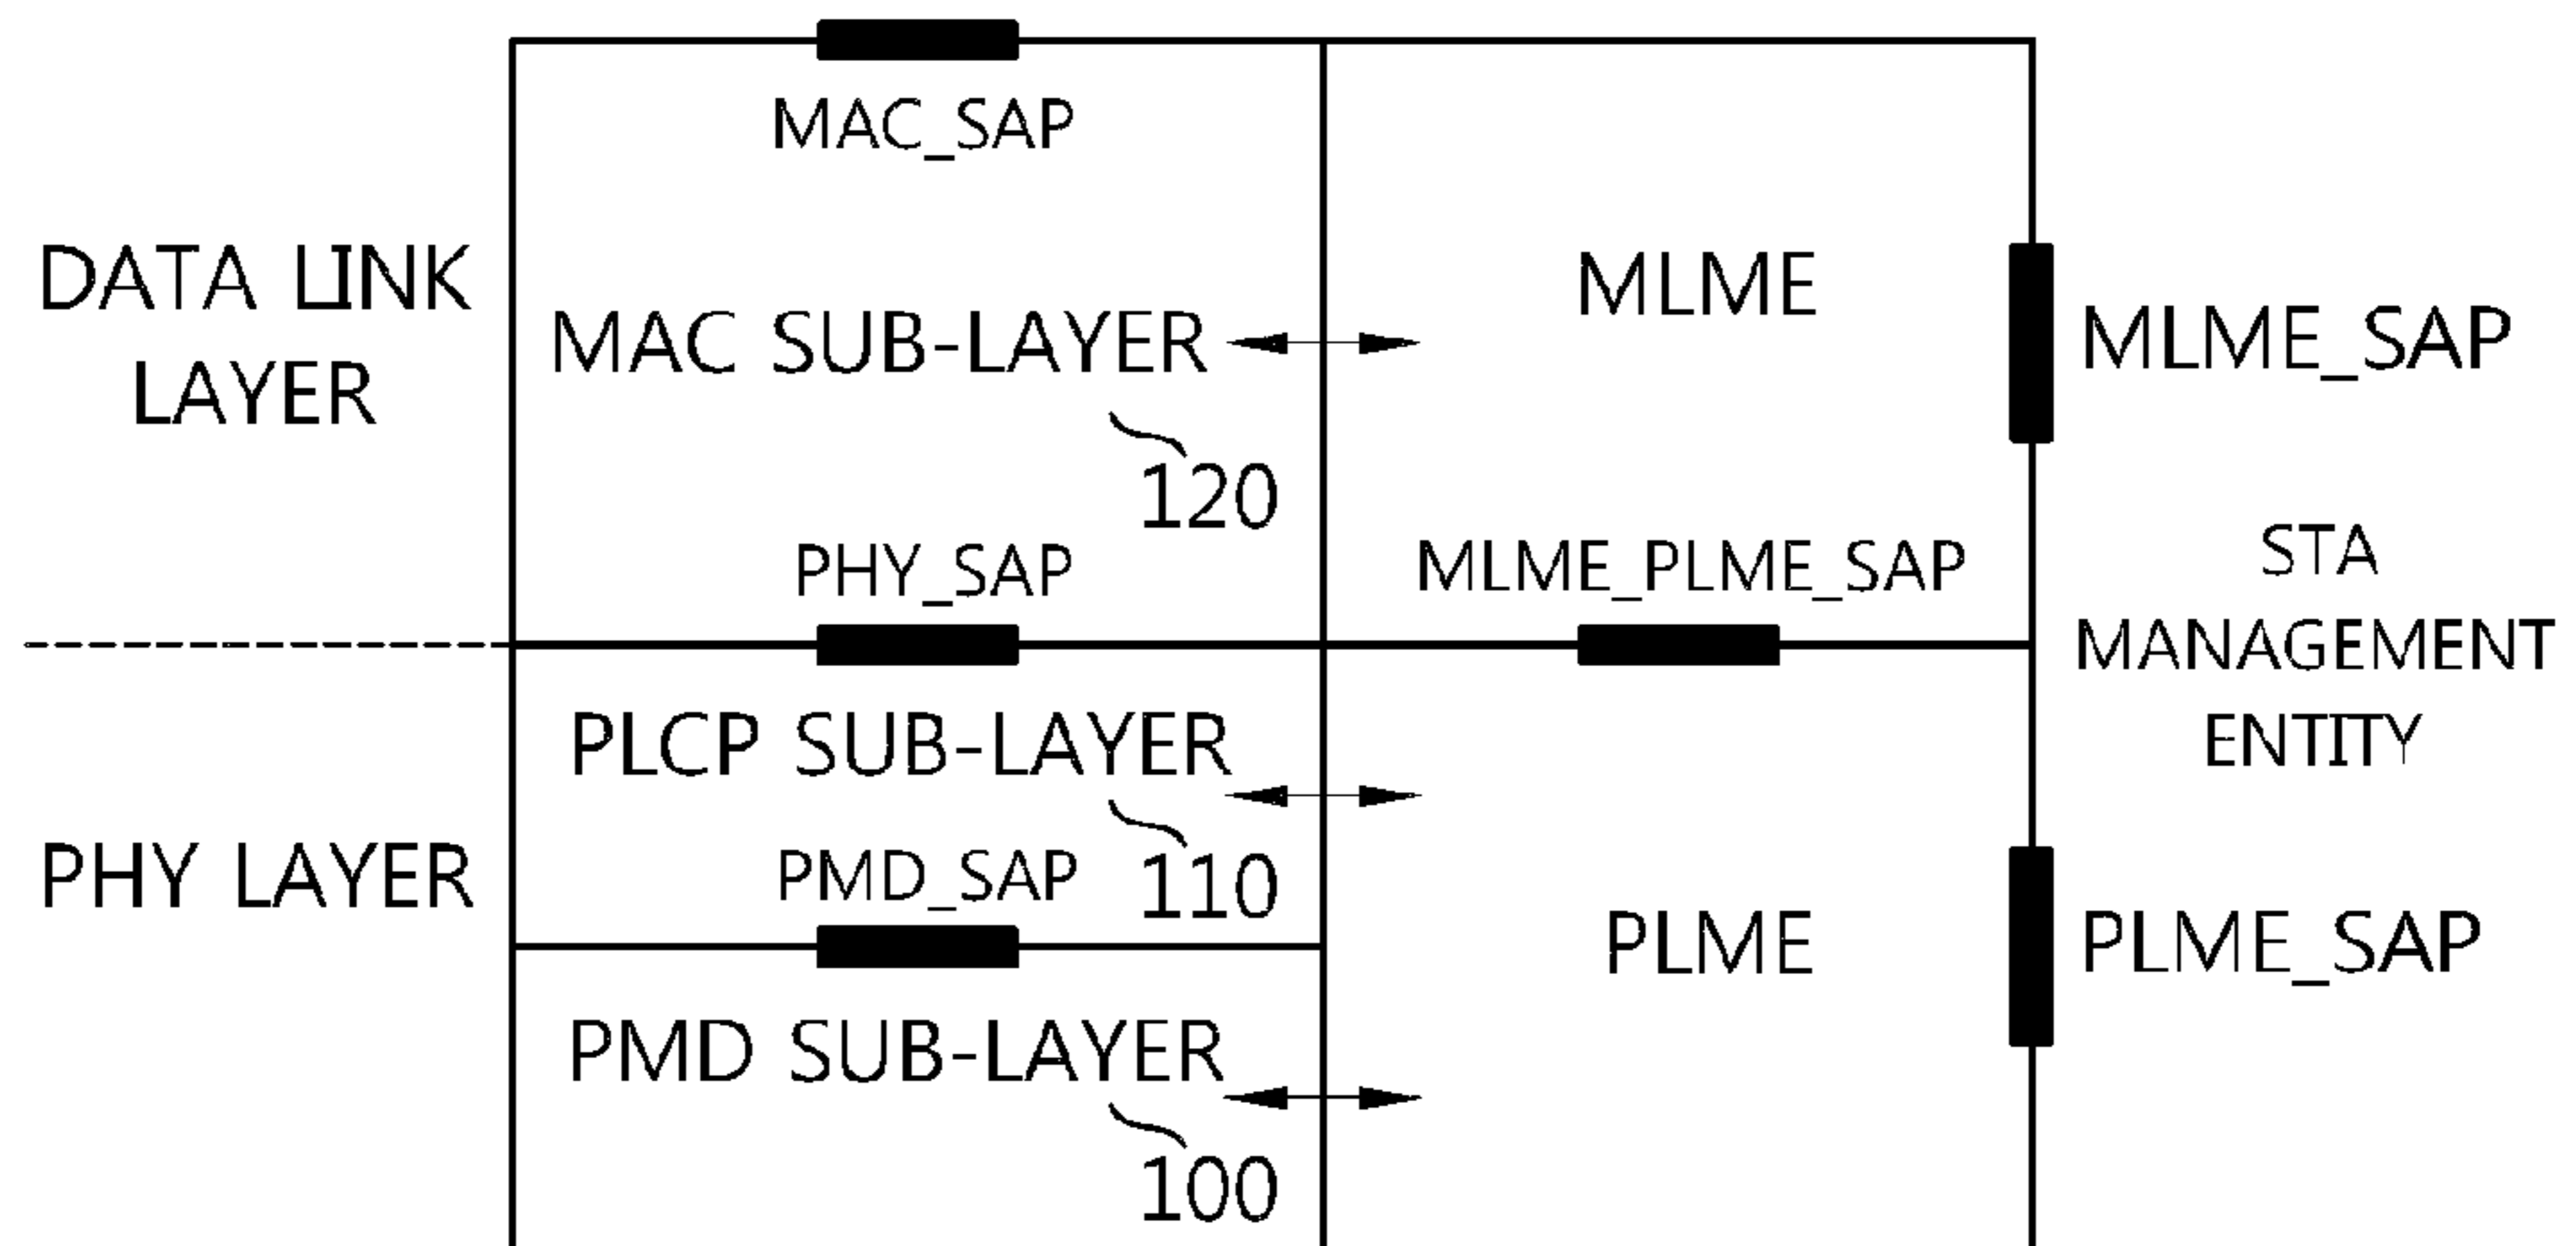 MAC_SAP
DATA LINK
LAYER
MAC SUB-LAYER
120
MLME
MLME_SAP
PHY_SAP
MLME_PLME_SAP
STA
MANAGEMENT
ENTITY
PHY LAYER
PLCP SUB-LAYER
110
PMD_SAP
PLME
PLME_SAP
PMD SUB-LAYER
100